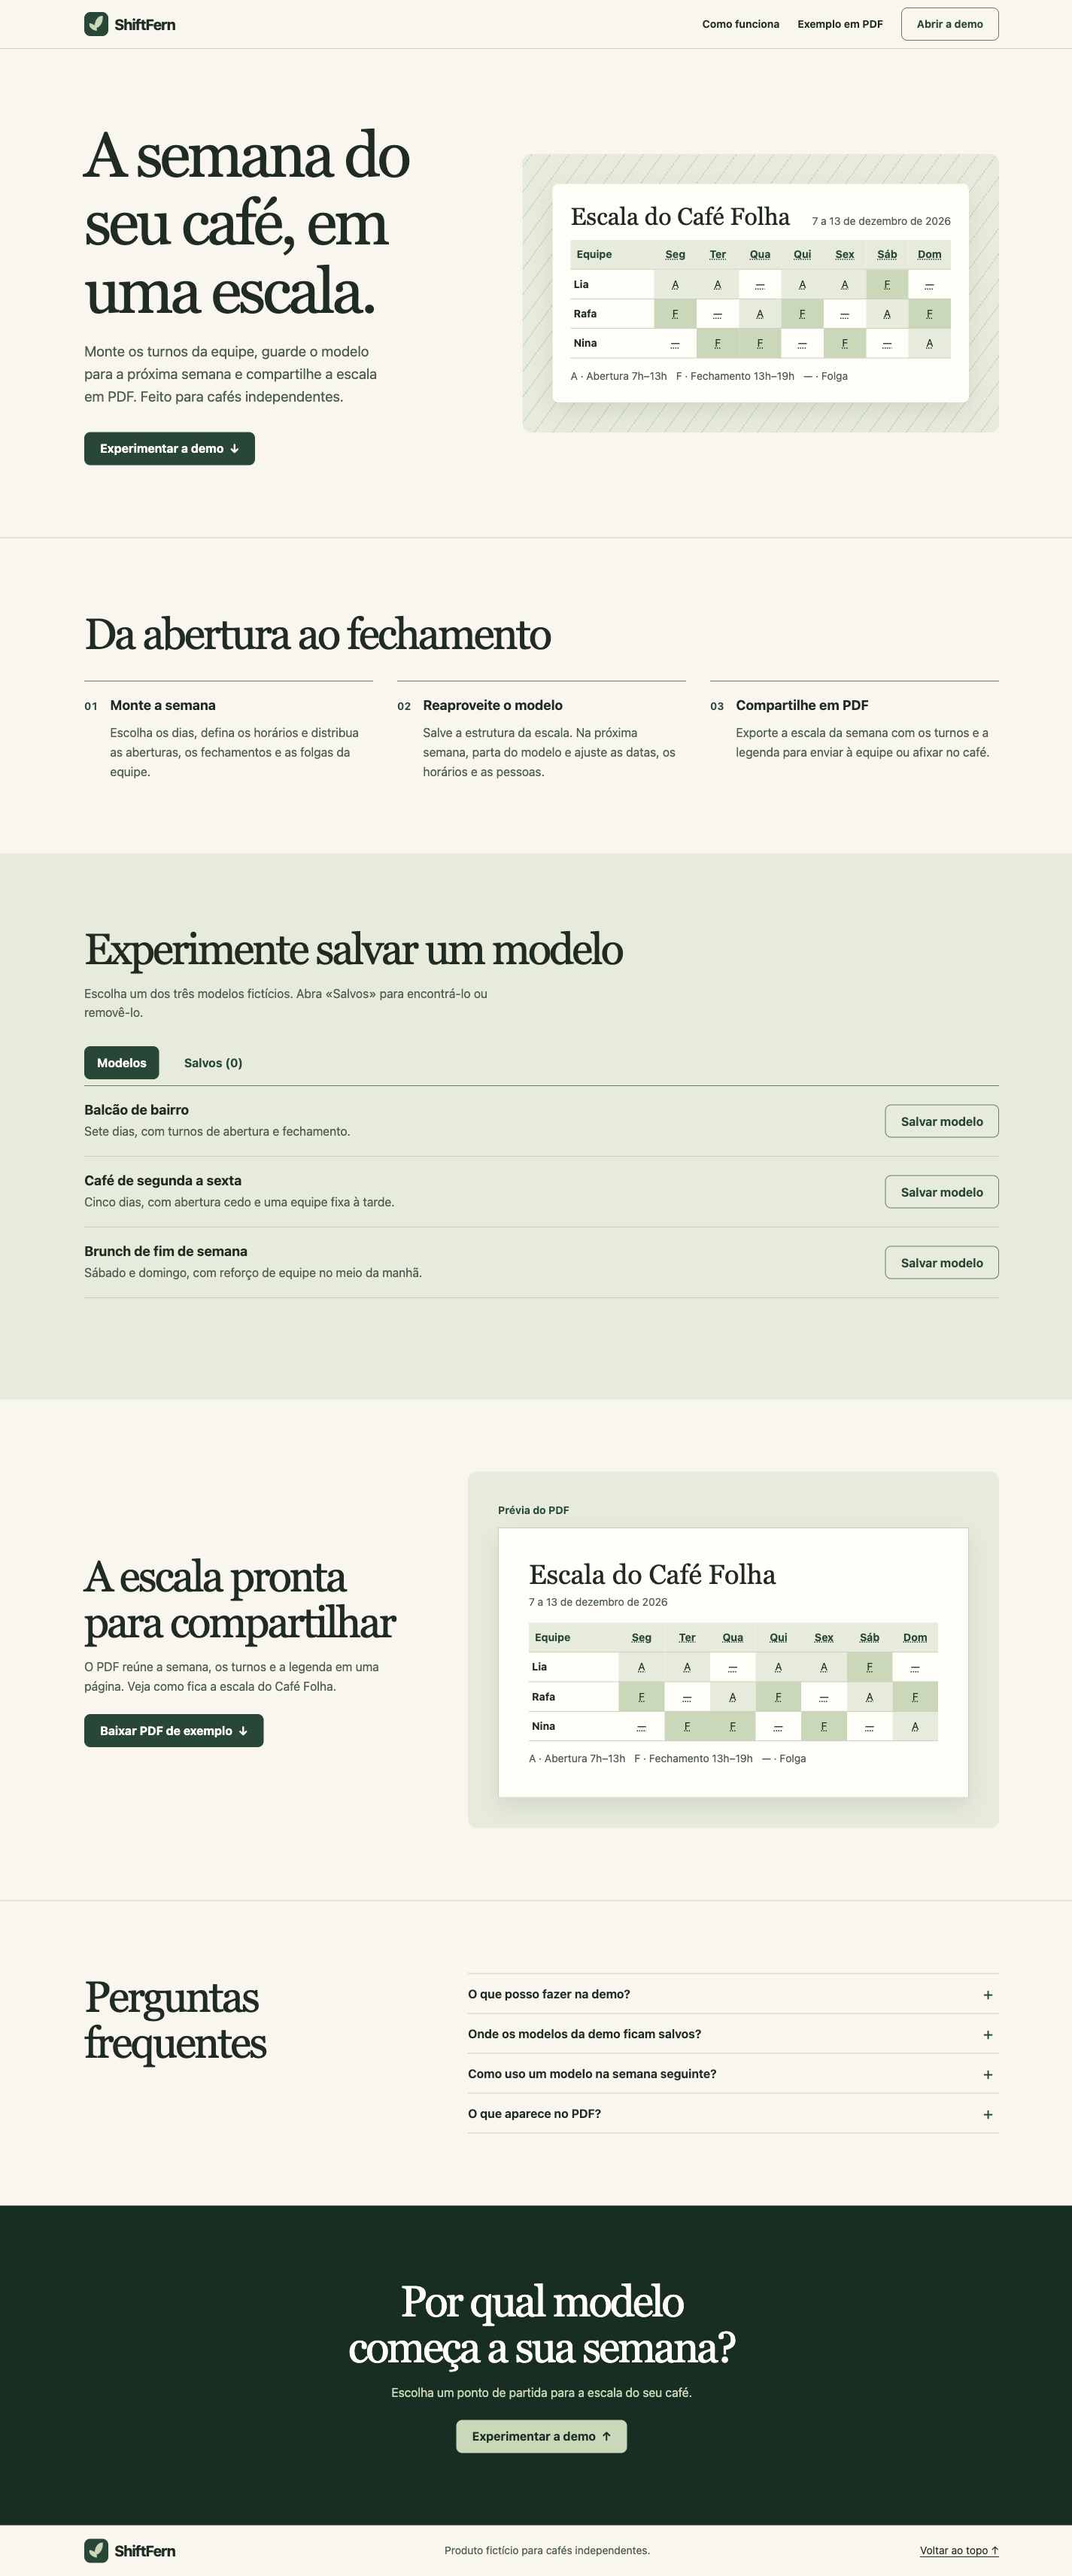 ShiftFern
Como funciona
Exemplo em PDF
Abrir a demo
A semana do
seu café, em
uma escala.
Monte os turnos da equipe, guarde o modelo
para a próxima semana e compartilhe a escala
em PDF. Feito para cafés independentes.
Experimentar a demo ↓
Escala do Café Folha 7 a 13 de dezembro de 2026
Equipe Seg Ter Qua Qui Sex Sáb Dom
Lia A A — A A F —
Rafa F — A F — A F
Nina — F F — F — A
A · Abertura 7h–13h F · Fechamento 13h–19h — · Folga
Da abertura ao fechamento
01 Monte a semana
Escolha os dias, defina os horários e distribua
as aberturas, os fechamentos e as folgas da
equipe.
02 Reaproveite o modelo
Salve a estrutura da escala. Na próxima
semana, parta do modelo e ajuste as datas, os
horários e as pessoas.
03 Compartilhe em PDF
Exporte a escala da semana com os turnos e a
legenda para enviar à equipe ou afixar no café.
Experimente salvar um modelo
Escolha um dos três modelos fictícios. Abra «Salvos» para encontrá-lo ou
removê-lo.
Modelos Salvos (0)
Balcão de bairro
Sete dias, com turnos de abertura e fechamento.
Salvar modelo
Café de segunda a sexta
Cinco dias, com abertura cedo e uma equipe fixa à tarde.
Salvar modelo
Brunch de fim de semana
Sábado e domingo, com reforço de equipe no meio da manhã.
Salvar modelo
A escala pronta
para compartilhar
O PDF reúne a semana, os turnos e a legenda em uma
página. Veja como fica a escala do Café Folha.
Baixar PDF de exemplo ↓
Prévia do PDF
Escala do Café Folha
7 a 13 de dezembro de 2026
Equipe Seg Ter Qua Qui Sex Sáb Dom
Lia A A — A A F —
Rafa F — A F — A F
Nina — F F — F — A
A · Abertura 7h–13h F · Fechamento 13h–19h — · Folga
Perguntas
frequentes
O que posso fazer na demo? +
Onde os modelos da demo ficam salvos? +
Como uso um modelo na semana seguinte? +
O que aparece no PDF? +
Por qual modelo
começa a sua semana?
Escolha um ponto de partida para a escala do seu café.
Experimentar a demo ↑
ShiftFern
Produto fictício para cafés independentes.
Voltar ao topo ↑